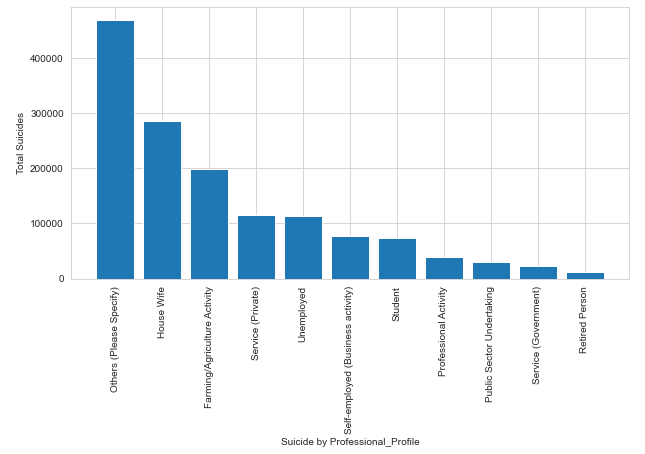 400000
300000
200000
100000
0
Total Suicides
Others (Please Specify)
House Wife
Farming/Agriculture Activity
Service (Private)
Unemployed
Self-employed (Business activity)
Student
Professional Activity
Public Sector Undertaking
Service (Government)
Retired Person
Suicide by Professional_Profile